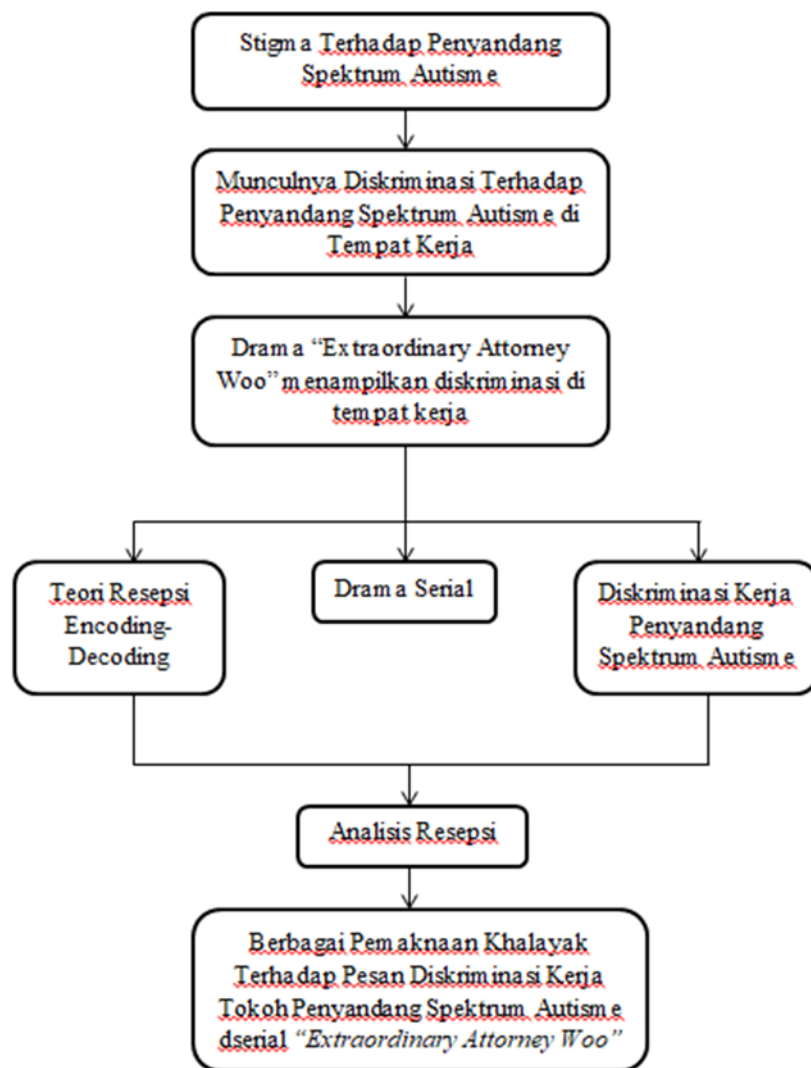 Stigma Terhadap Penyandang
Spektrum Autisme
Munculnya Diskriminasi Terhadap
Penyandang Spektrum Autisme di
Tempat Kerja
Drama “Extraordinary Attorney
Woo” menampilkan diskriminasi di
tempat kerja
Teori Resepsi
Encoding-
Decoding
Drama Serial
Diskriminasi Kerja
Penyandang
Spektrum Autisme
Analisis Resepsi
Berbagai Pemaknaan Khalayak
Terhadap Pesan Diskriminasi Kerja
Tokoh Penyandang Spektrum Autisme
dserial “Extraordinary Attorney Woo”